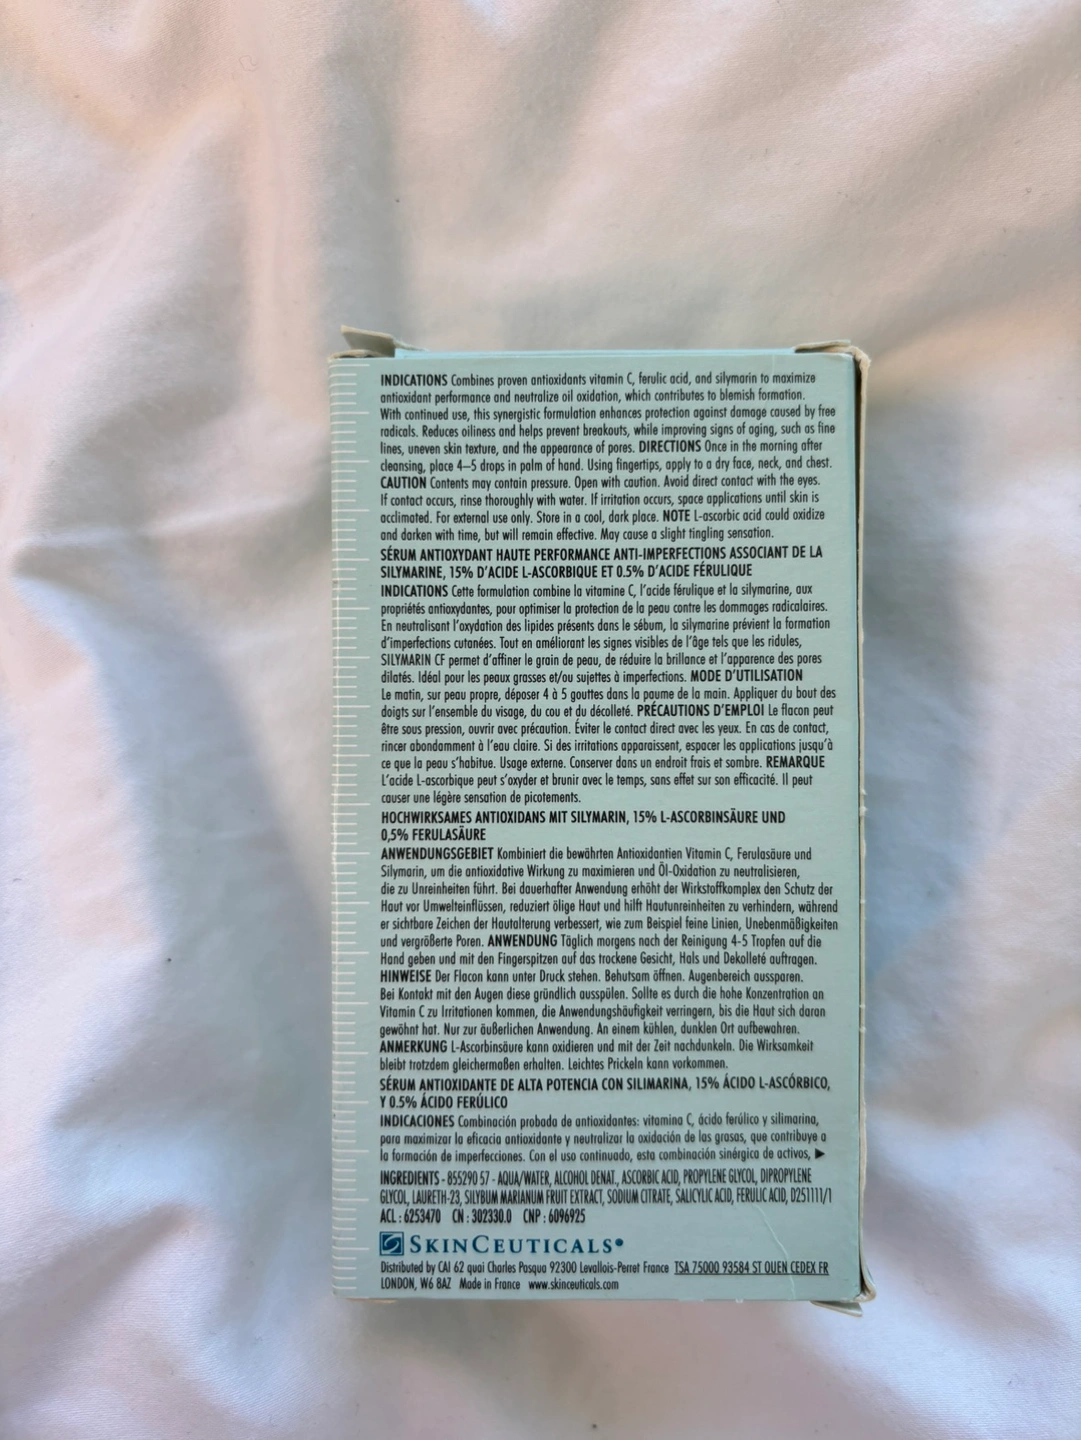 INDICATIONS Combines proven antioxidants vitamin C, ferulic acid, and silymarin to maximize
antioxidant performance and neutralize oil oxidation, which contributes to blemish formation.
With continued use, this synergistic formulation enhances protection against damage caused by free
radicals. Reduces oiliness and helps prevent breakouts, while improving signs of aging, such as fine
lines, uneven skin texture, and the appearance of pores. DIRECTIONS Once in the morning after
cleansing, place 4–5 drops in palm of hand. Using fingertips, apply to a dry face, neck, and chest.
CAUTION Contents may contain pressure. Open with caution. Avoid direct contact with the eyes.
If contact occurs, rinse thoroughly with water. If irritation occurs, space applications until skin is
acclimated. For external use only. Store in a cool, dark place. NOTE L-ascorbic acid could oxidize
and darken with time, but will remain effective. May cause a slight tingling sensation.
SÉRUM ANTIOXYDANT HAUTE PERFORMANCE ANTI-IMPERFECTIONS ASSOCIANT DE LA
SILYMARINE, 15% D'ACIDE L-ASCORBIQUE ET 0.5% D'ACIDE FÉRULIQUE
INDICATIONS Cette formulation combine la vitamine C, l'acide férulique et la silymarine, aux
propriétés antioxydantes, pour optimiser la protection de la peau contre les dommages radicalaires.
En neutralisant l'oxydation des lipides présents dans le sébum, la silymarine prévient la formation
d'imperfections cutanées. Tout en améliorant les signes visibles de l'âge tels que les ridules,
SILYMARIN CF permet d'affiner le grain de peau, de réduire la brillance et l'apparence des pores
dilatés. Idéal pour les peaux grasses et/ou sujettes à imperfections. MODE D'UTILISATION
Le matin, sur peau propre, déposer 4 à 5 gouttes dans la paume de la main. Appliquer du bout des
doigts sur l'ensemble du visage, du cou et du décolleté. PRÉCAUTIONS D'EMPLOI Le flacon peut
être sous pression, ouvrir avec précaution. Éviter le contact direct avec les yeux. En cas de contact,
rincer abondamment à l'eau claire. Si des irritations apparaissent, espacer les applications jusqu'à
ce que la peau s'habitue. Usage externe. Conserver dans un endroit frais et sombre. REMARQUE
L'acide L-ascorbique peut s'oxyder et brunir avec le temps, sans effet sur son efficacité. Il peut
causer une légère sensation de picotements.
HOCHWIRKSAMES ANTIOXIDANS MIT SILYMARIN, 15% L-ASCORBINSÄURE UND
0,5% FERULASÄURE
ANWENDUNGSGEBIET Kombiniert die bewährten Antioxidantien Vitamin C, Ferulasäure und
Silymarin, um die antioxidative Wirkung zu maximieren und Öl-Oxidation zu neutralisieren,
die zu Unreinheiten führt. Bei dauerhafter Anwendung erhöht der Wirkstoffkomplex den Schutz der
Haut vor Umwelteinflüssen, reduziert ölige Haut und hilft Hautunreinheiten zu verhindern, während
er sichtbare Zeichen der Hautalterung verbessert, wie zum Beispiel feine Linien, Unebenmäßigkeiten
und vergrößerte Poren. ANWENDUNG Täglich morgens nach der Reinigung 4-5 Tropfen auf die
Hand geben und mit den Fingerspitzen auf das trockene Gesicht, Hals und Dekolleté auftragen.
HINWEISE Der Flacon kann unter Druck stehen. Behutsam öffnen. Augenbereich aussparen.
Bei Kontakt mit den Augen diese gründlich ausspülen. Sollte es durch die hohe Konzentration an
Vitamin C zu Irritationen kommen, die Anwendungshäufigkeit verringern, bis die Haut sich daran
gewöhnt hat. Nur zur äußerlichen Anwendung. An einem kühlen, dunklen Ort aufbewahren.
ANMERKUNG L-Ascorbinsäure kann oxidieren und mit der Zeit nachdunkeln. Die Wirksamkeit
bleibt trotzdem gleichermaßen erhalten. Leichtes Prickeln kann vorkommen.
SÉRUM ANTIOXIDANTE DE ALTA POTENCIA CON SILIMARINA, 15% ÁCIDO L-ASCÓRBICO,
Y 0.5% ÁCIDO FERÚLICO
INDICACIONES Combinación probada de antioxidantes: vitamina C, ácido ferúlico y silimarina,
para maximizar la eficacia antioxidante y neutralizar la oxidación de las grasas, que contribuye a
la formación de imperfecciones. Con el uso continuado, esta combinación sinérgica de activos, ▶
INGREDIENTS - 855290 57 - AQUA/WATER, ALCOHOL DENAT., ASCORBIC ACID, PROPYLENE GLYCOL, DIPROPYLENE
GLYCOL, LAURETH-23, SILYBUM MARIANUM FRUIT EXTRACT, SODIUM CITRATE, SALICYLIC ACID, FERULIC ACID, D251111/1
ACL : 6253470 CN : 302330.0 CNP : 6096925
SKINCEUTICALS®
Distributed by CAI 62 quai Charles Pasqua 92300 Levallois-Perret France TSA 75000 93584 ST OUEN CEDEX FR
LONDON, W6 8AZ Made in France www.skinceuticals.com